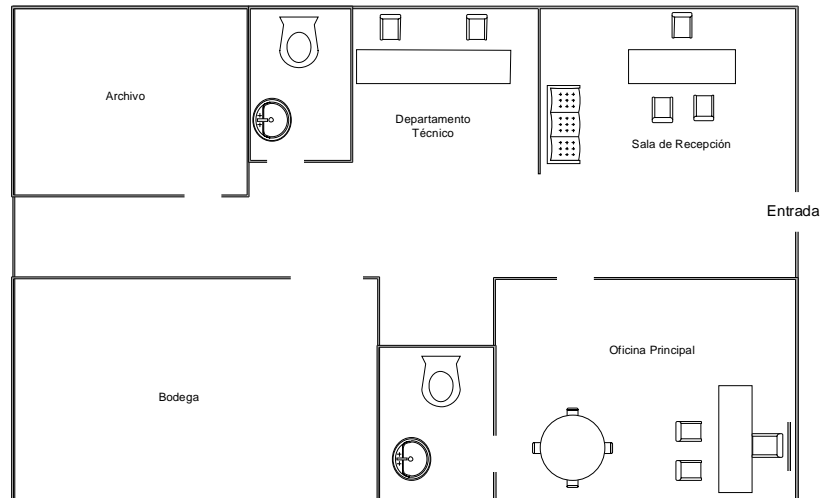 Archivo
Departamento
Técnico
Sala de Recepción
Entrada
Oficina Principal
Bodega